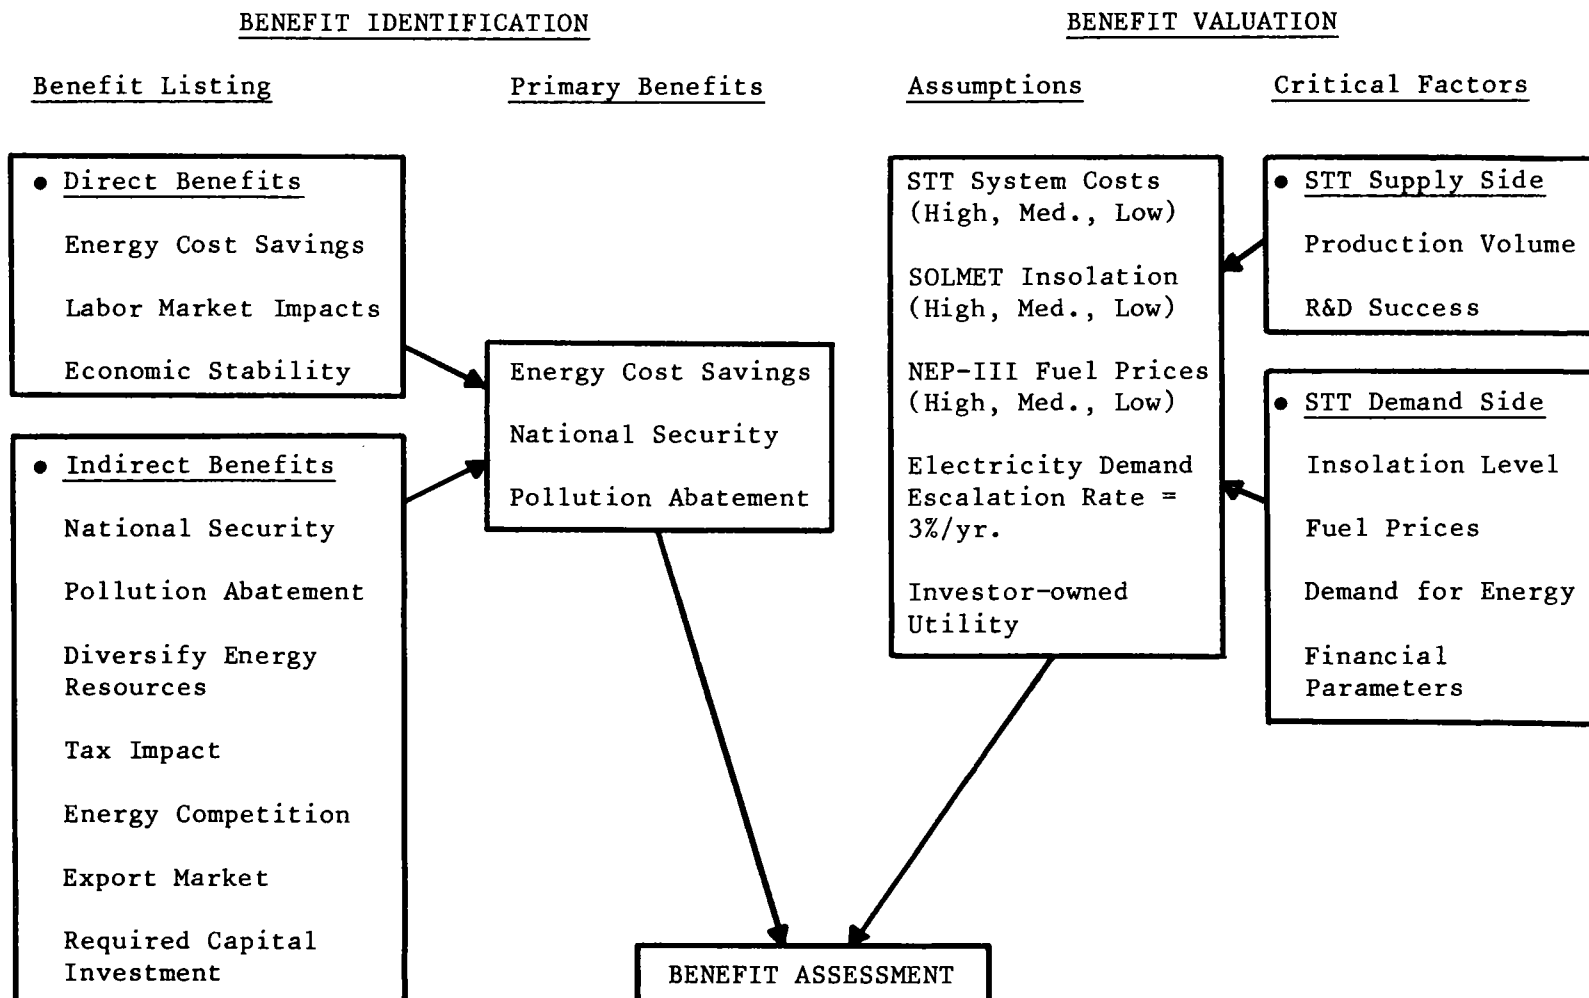 BENEFIT IDENTIFICATION
BENEFIT VALUATION
Benefit Listing
Primary Benefits
Assumptions
Critical Factors
● Direct Benefits
Energy Cost Savings
Labor Market Impacts
Economic Stability
● Indirect Benefits
National Security
Pollution Abatement
Diversify Energy
Resources
Tax Impact
Energy Competition
Export Market
Required Capital
Investment
Energy Cost Savings
National Security
Pollution Abatement
STT System Costs
(High, Med., Low)
SOLMET Insolation
(High, Med., Low)
NEP-III Fuel Prices
(High, Med., Low)
Electricity Demand
Escalation Rate =
3%/yr.
Investor-owned
Utility
● STT Supply Side
Production Volume
R&D Success
● STT Demand Side
Insolation Level
Fuel Prices
Demand for Energy
Financial
Parameters
BENEFIT ASSESSMENT